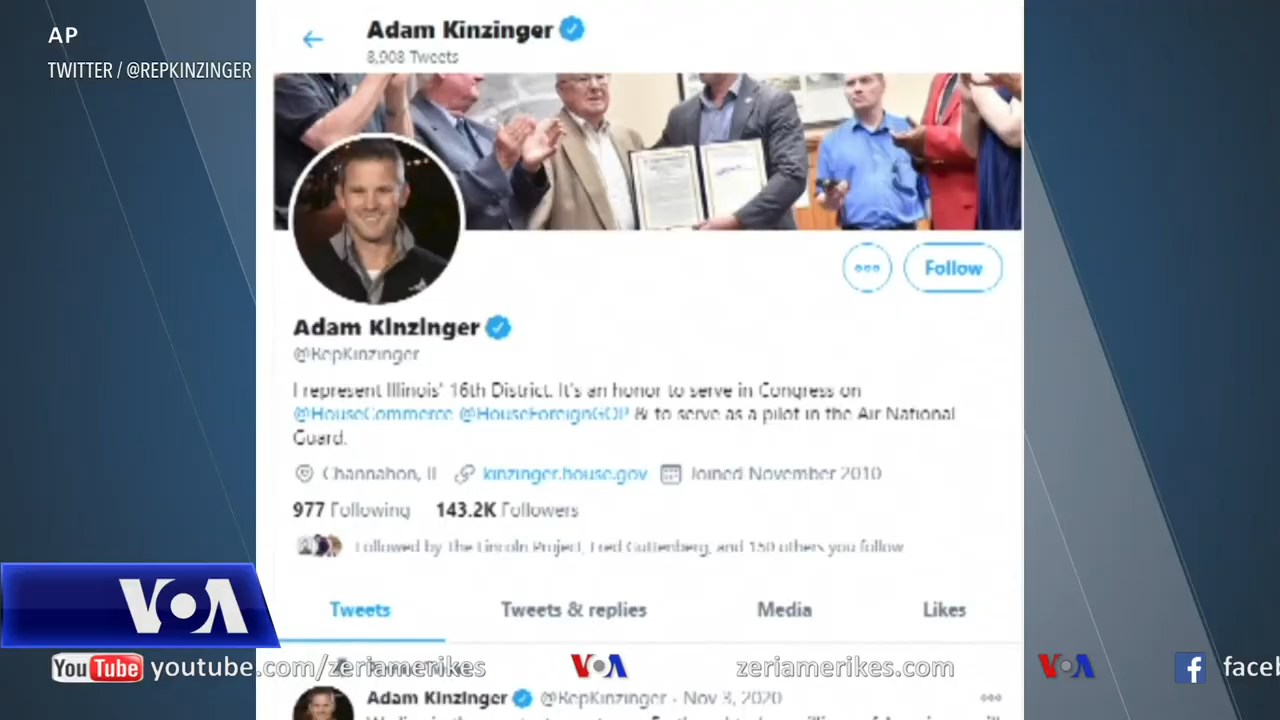 AP
TWITTER / @REPKINZINGER
Adam Kinzinger
8,908 Tweets
Follow
Adam Kinzinger
@RepKinzinger
I represent Illinois' 16th District. It's an honor to serve in Congress on
@HouseCommerce @HouseForeignGOP & to serve as a pilot in the Air National
Guard.
Channahon, IL kinzinger.house.gov Joined November 2010
977 Following 143.2K Followers
Followed by The Lincoln Project, Fred Guttenberg, and 150 others you follow
Tweets Tweets & replies Media Likes
VOA
YouTube youtube.com/zeriamerikes VOA zeriamerikes.com VOA f faceb
Adam Kinzinger @RepKinzinger · Nov 3, 2020